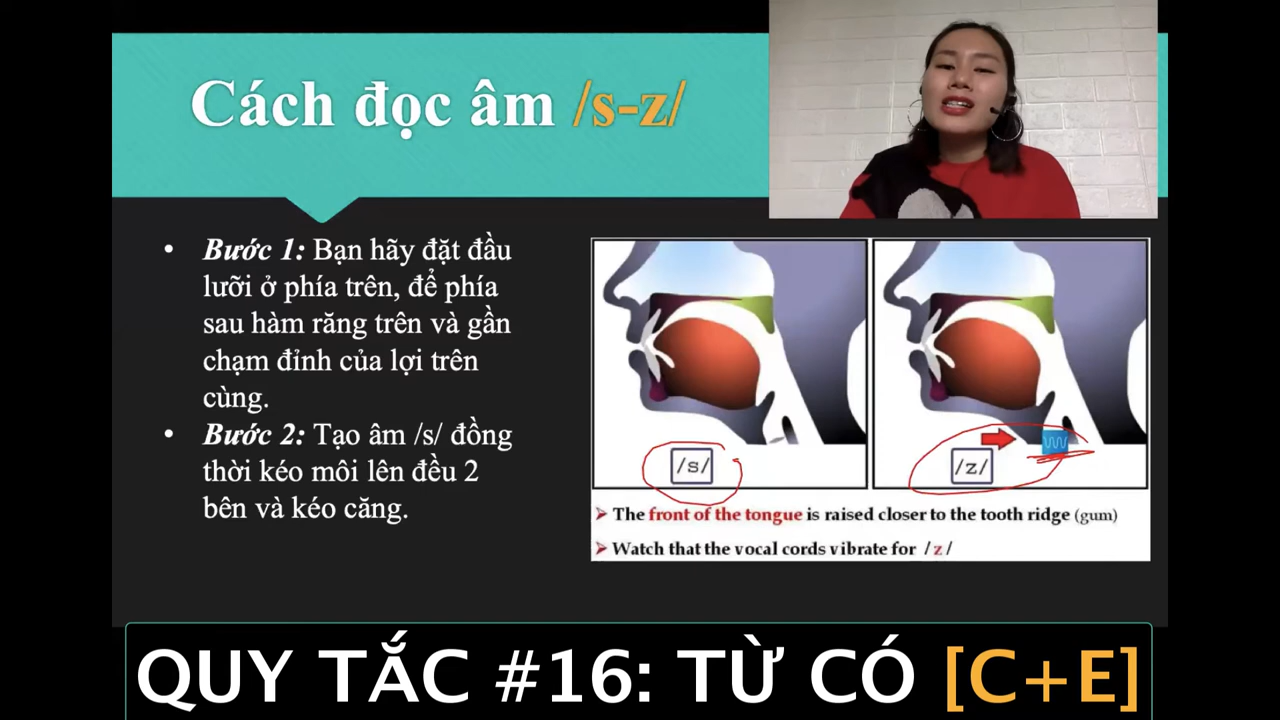 Cách đọc âm /s-z/
• Bước 1: Bạn hãy đặt đầu
lưỡi ở phía trên, để phía
sau hàm răng trên và gần
chạm đỉnh của lợi trên
cùng.
• Bước 2: Tạo âm /s/ đồng
thời kéo môi lên đều 2
bên và kéo căng.
/s/
/z/
➤ The front of the tongue is raised closer to the tooth ridge (gum)
➤ Watch that the vocal cords vibrate for /z/
QUY TẮC #16: TỪ CÓ [C+E]